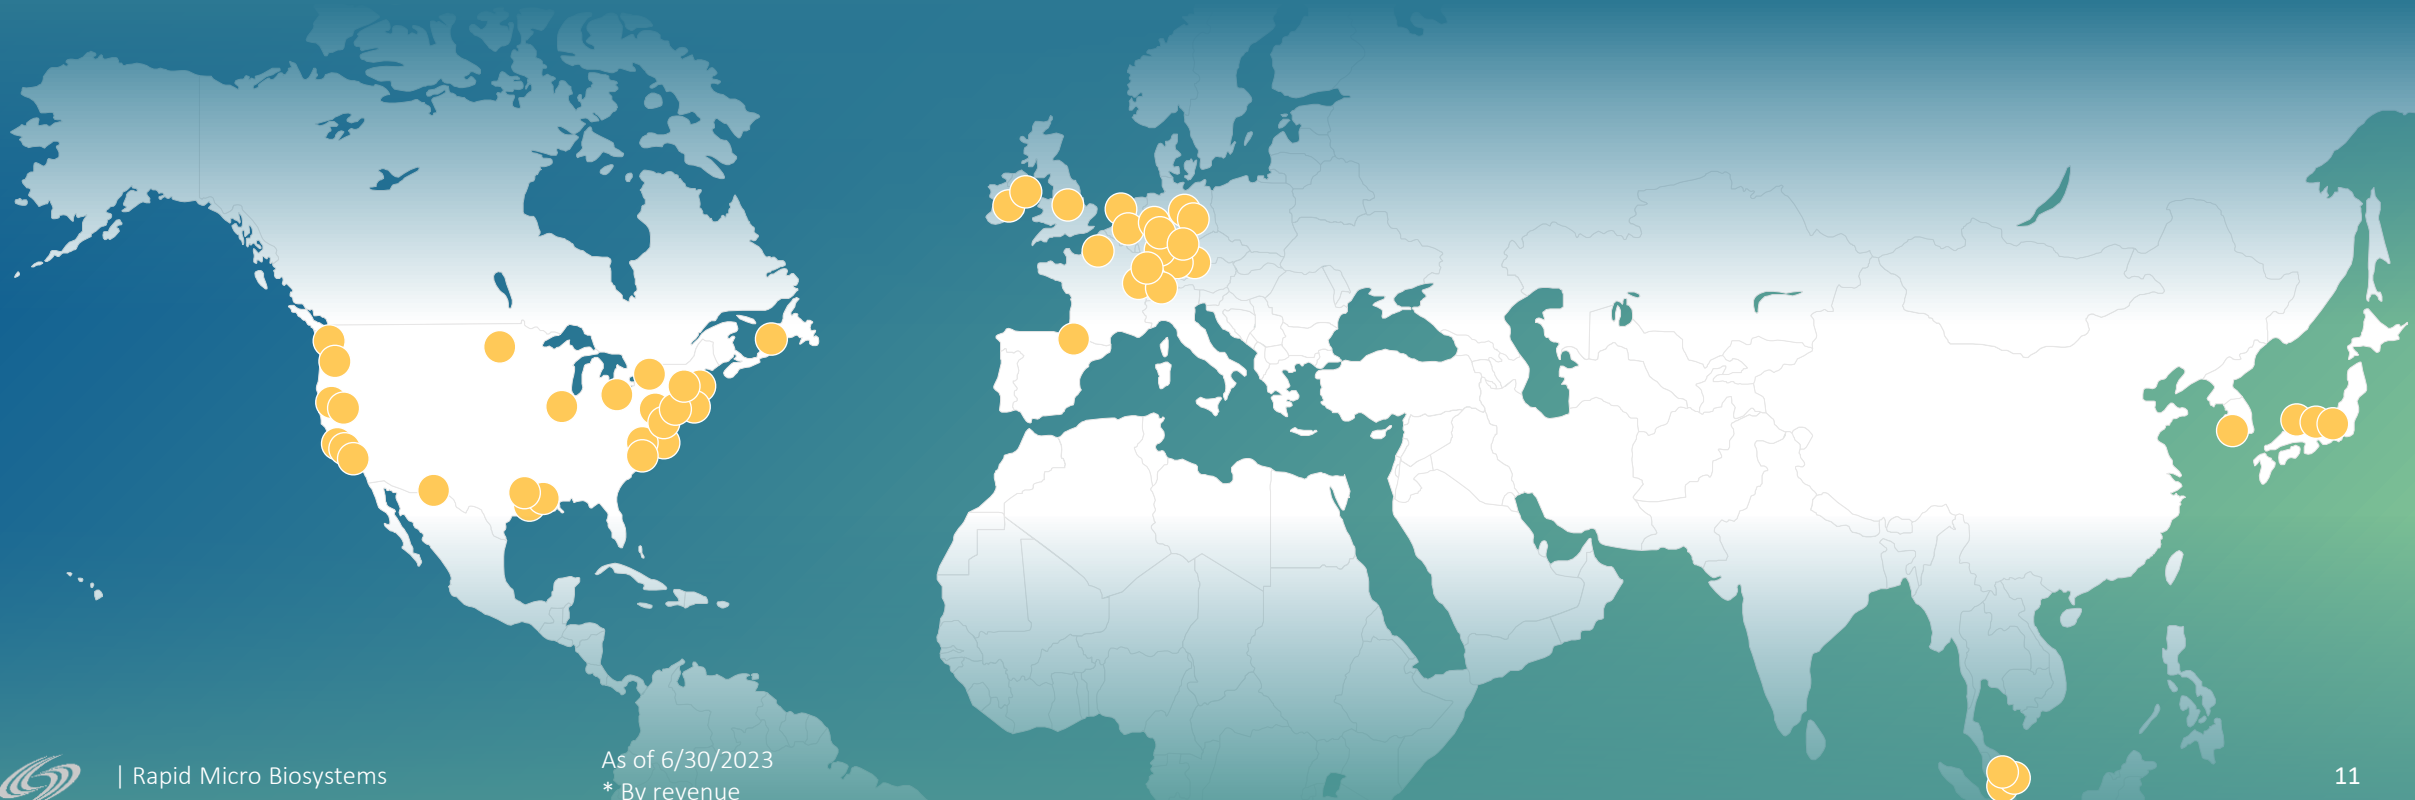 | Rapid Micro Biosystems
As of 6/30/2023
* By revenue
11